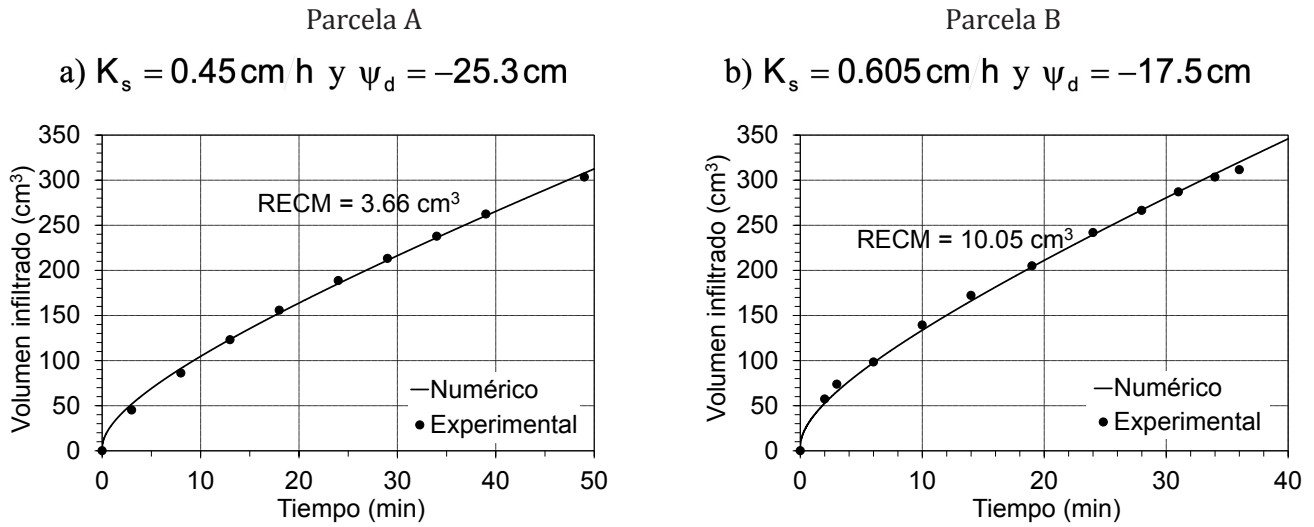 Parcela A
a) Kₛ = 0.45 cm/h y ψ_d = −25.3 cm
350
300
250
200
150
100
50
0
Volumen infiltrado (cm³)
RECM = 3.66 cm³
Numérico
Experimental
0 10 20 30 40 50
Tiempo (min)
Parcela B
b) Kₛ = 0.605 cm/h y ψ_d = −17.5 cm
350
300
250
200
150
100
50
0
Volumen infiltrado (cm³)
RECM = 10.05 cm³
Numérico
Experimental
0 10 20 30 40
Tiempo (min)